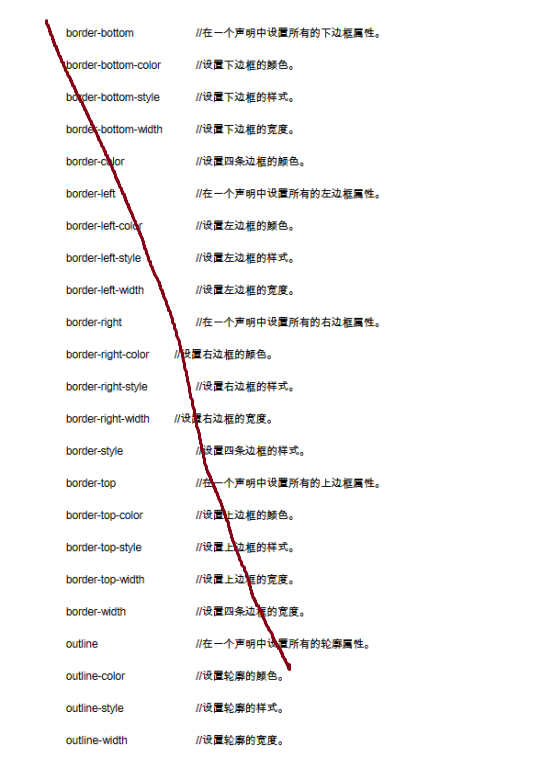 border-bottom //在一个声明中设置所有的下边框属性。
border-bottom-color //设置下边框的颜色。
border-bottom-style //设置下边框的样式。
border-bottom-width //设置下边框的宽度。
border-color //设置四条边框的颜色。
border-left //在一个声明中设置所有的左边框属性。
border-left-color //设置左边框的颜色。
border-left-style //设置左边框的样式。
border-left-width //设置左边框的宽度。
border-right //在一个声明中设置所有的右边框属性。
border-right-color //设置右边框的颜色。
border-right-style //设置右边框的样式。
border-right-width //设置右边框的宽度。
border-style //设置四条边框的样式。
border-top //在一个声明中设置所有的上边框属性。
border-top-color //设置上边框的颜色。
border-top-style //设置上边框的样式。
border-top-width //设置上边框的宽度。
border-width //设置四条边框的宽度。
outline //在一个声明中设置所有的轮廓属性。
outline-color //设置轮廓的颜色。
outline-style //设置轮廓的样式。
outline-width //设置轮廓的宽度。